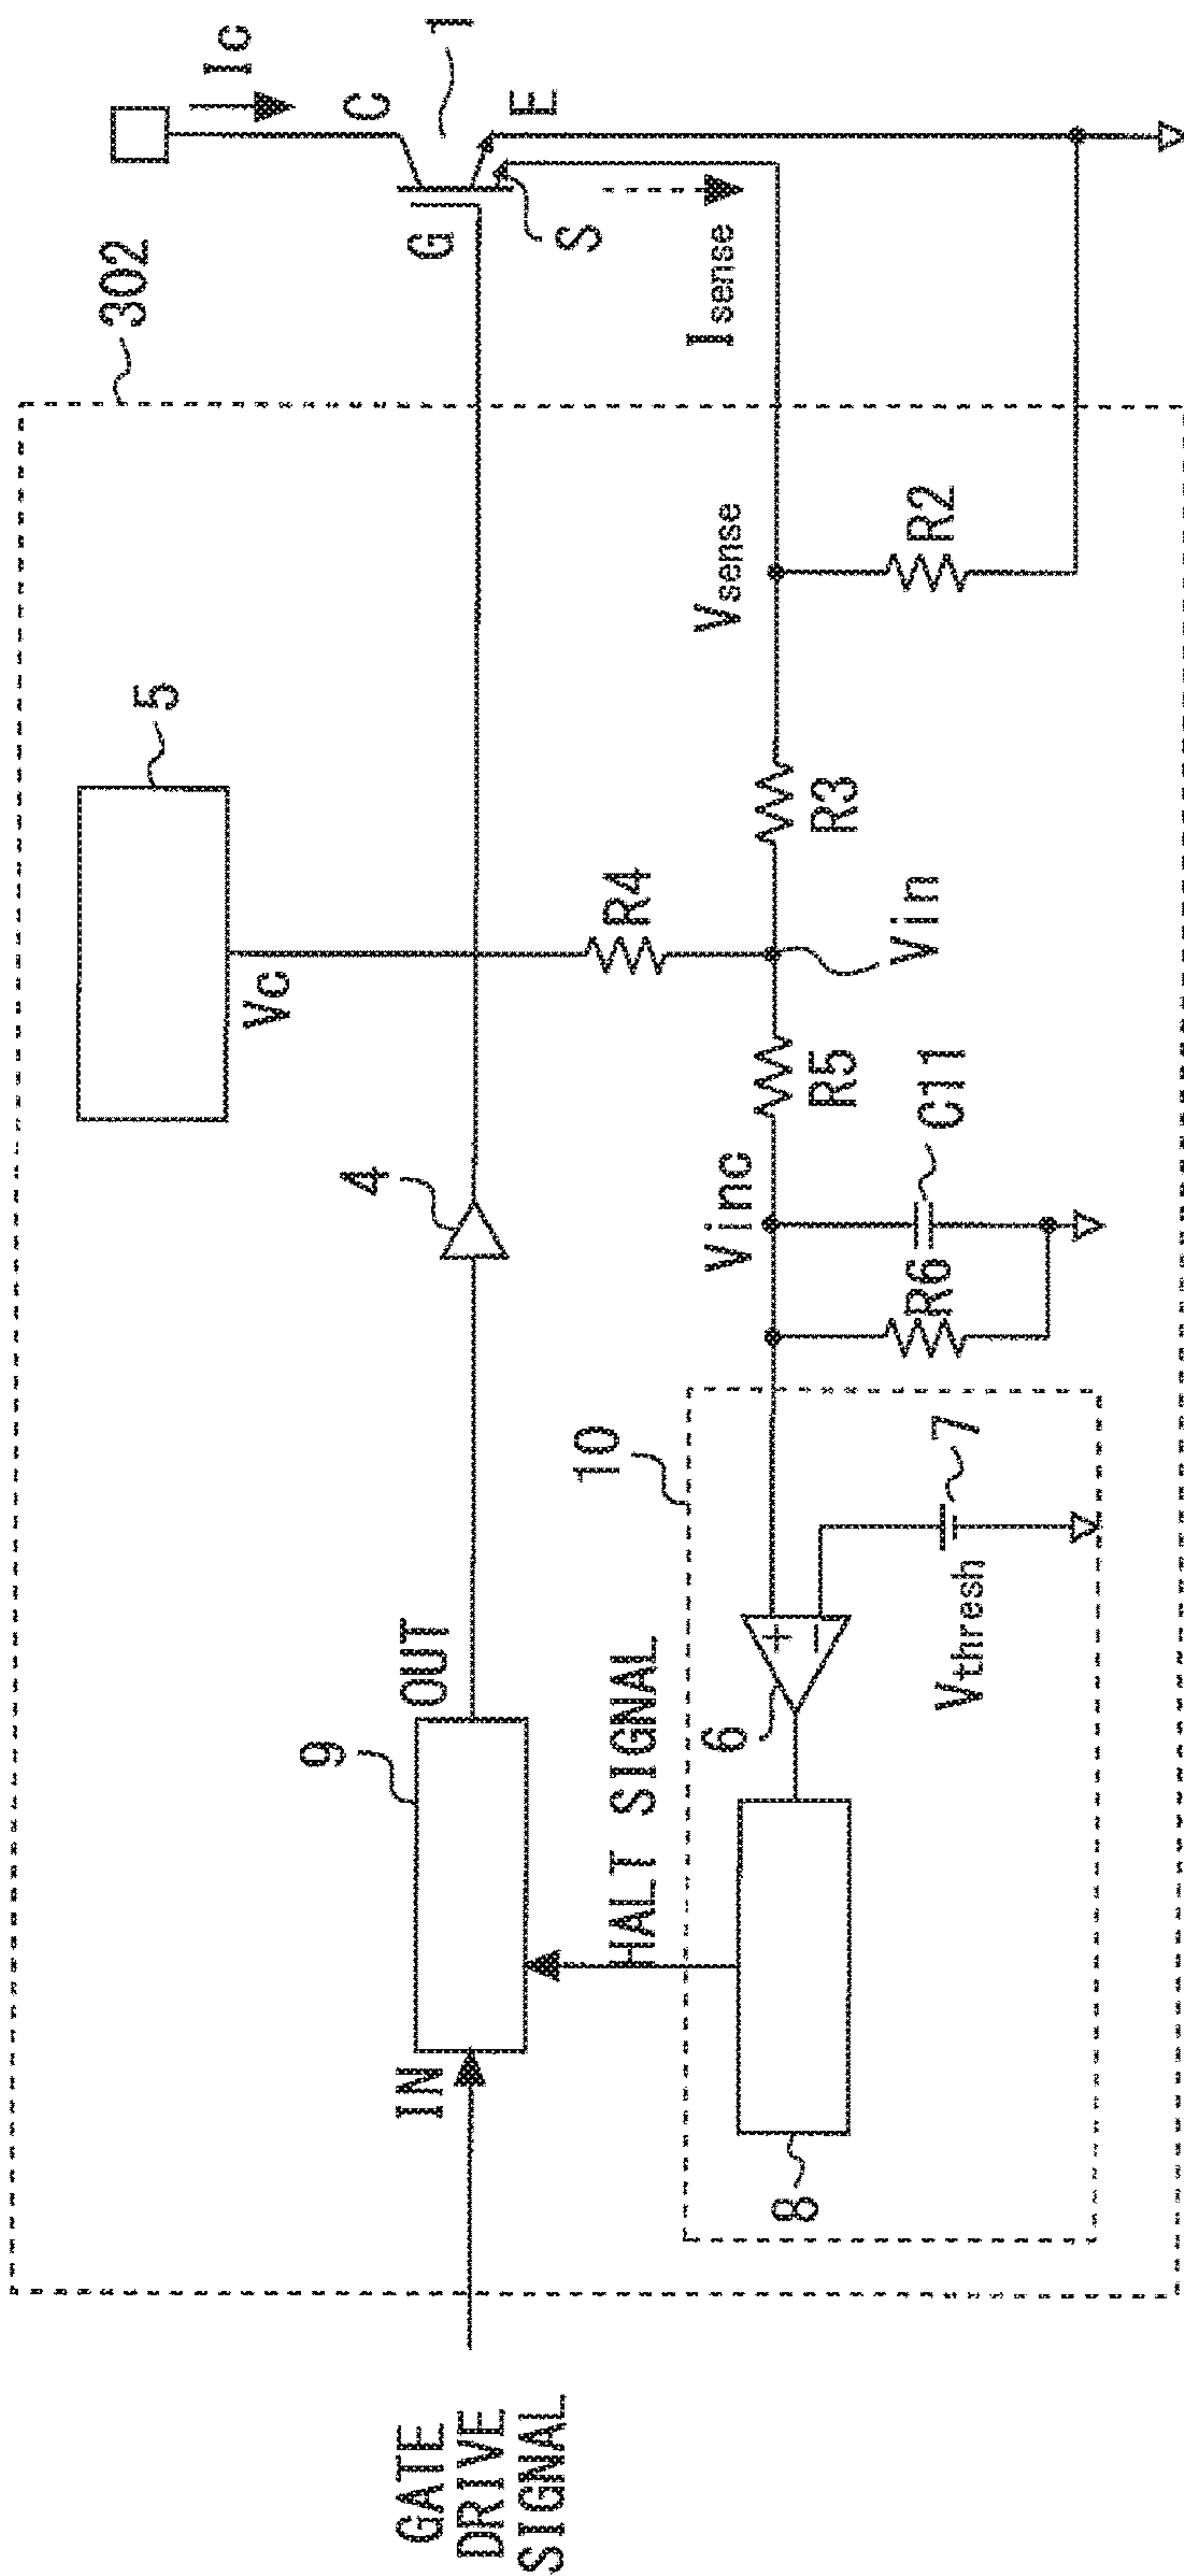 302
5
Vc
Ic
C
1
G
E
S
Isense
4
9
IN
OUT
GATE
DRIVE
SIGNAL
HALT SIGNAL
R4
Vsense
R3
R2
Vin
R5
Vinc
C11
R6
10
6
7
Vthresh
8
+
−